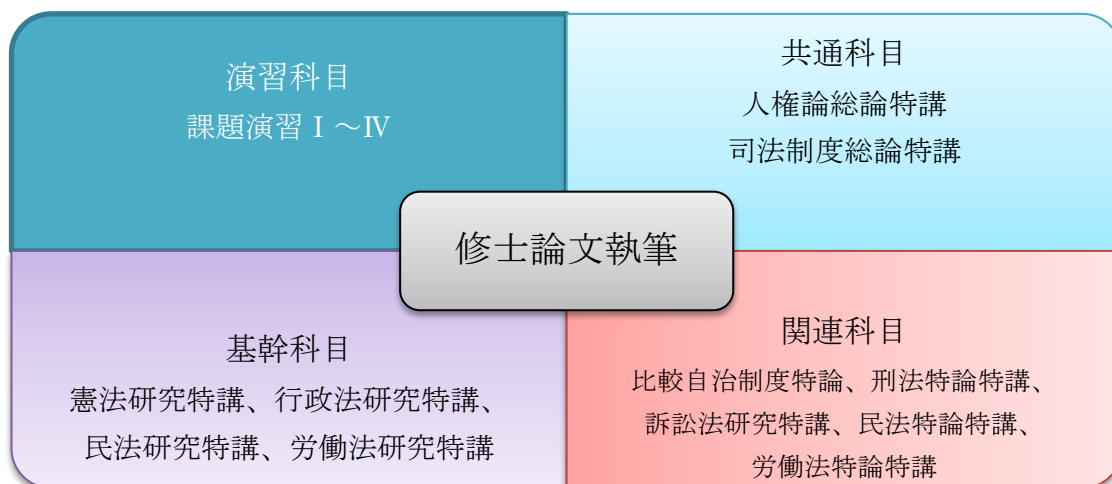 演習科目
課題演習Ⅰ～Ⅳ
共通科目
人権論総論特講
司法制度総論特講
修士論文執筆
基幹科目
憲法研究特講、行政法研究特講、
民法研究特講、労働法研究特講
関連科目
比較自治制度特論、刑法特論特講、
訴訟法研究特講、民法特論特講、
労働法特論特講